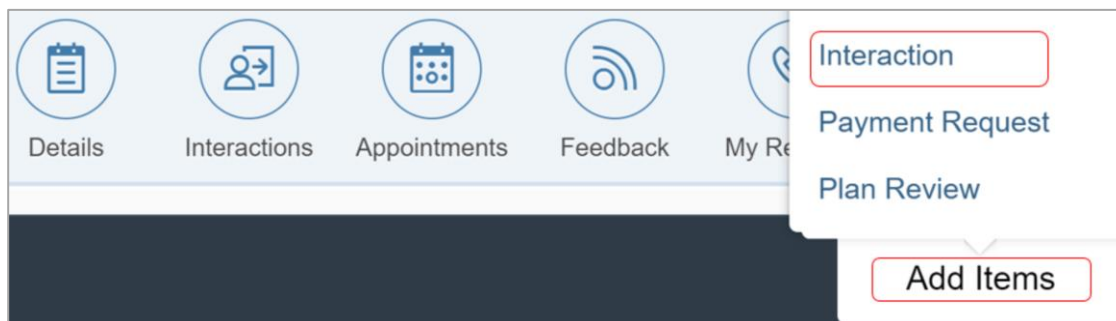 Interaction
Payment Request
Plan Review
Details
Interactions
Appointments
Feedback
My Re
Add Items